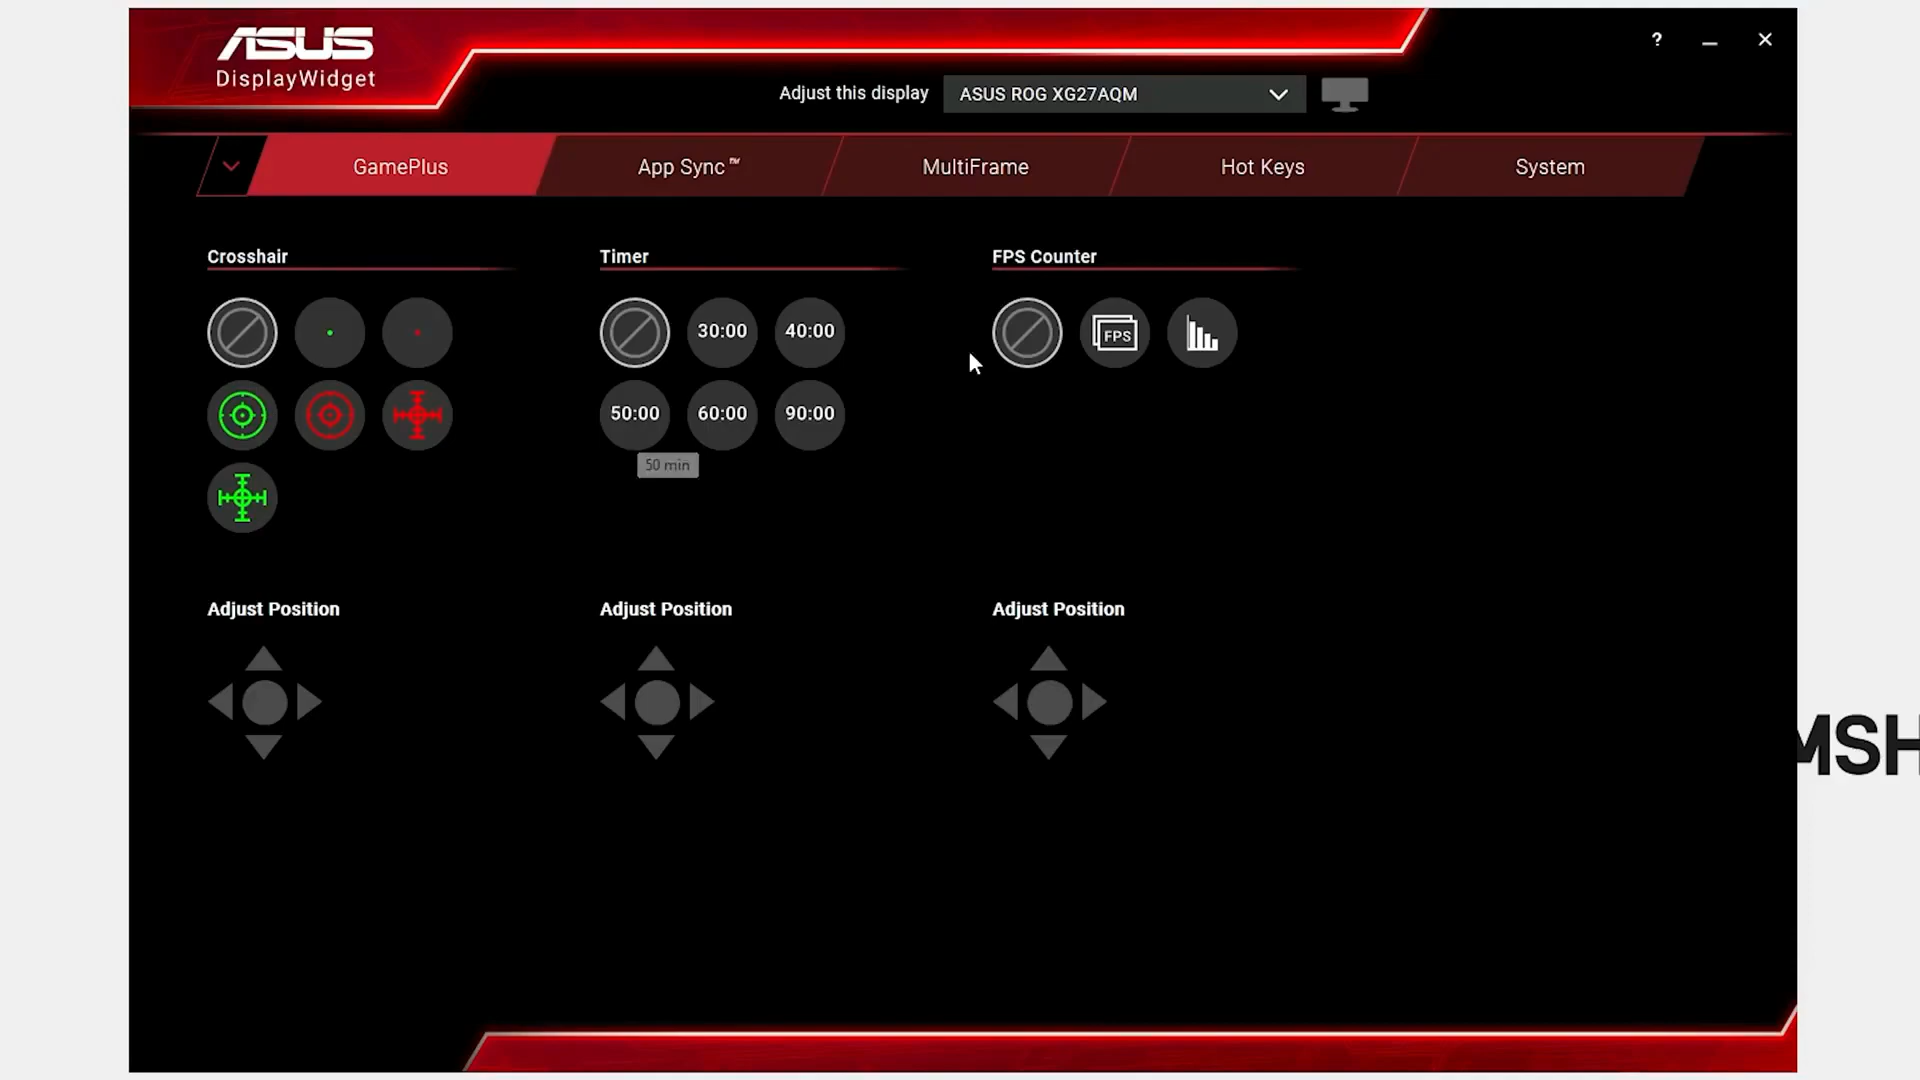 ASUS
DisplayWidget
?
Adjust this display
ASUS ROG XG27AQM
GamePlus
App Sync™
MultiFrame
Hot Keys
System
Crosshair
Timer
FPS Counter
30:00
40:00
FPS
50:00
60:00
90:00
50 min
Adjust Position
Adjust Position
Adjust Position
MSH